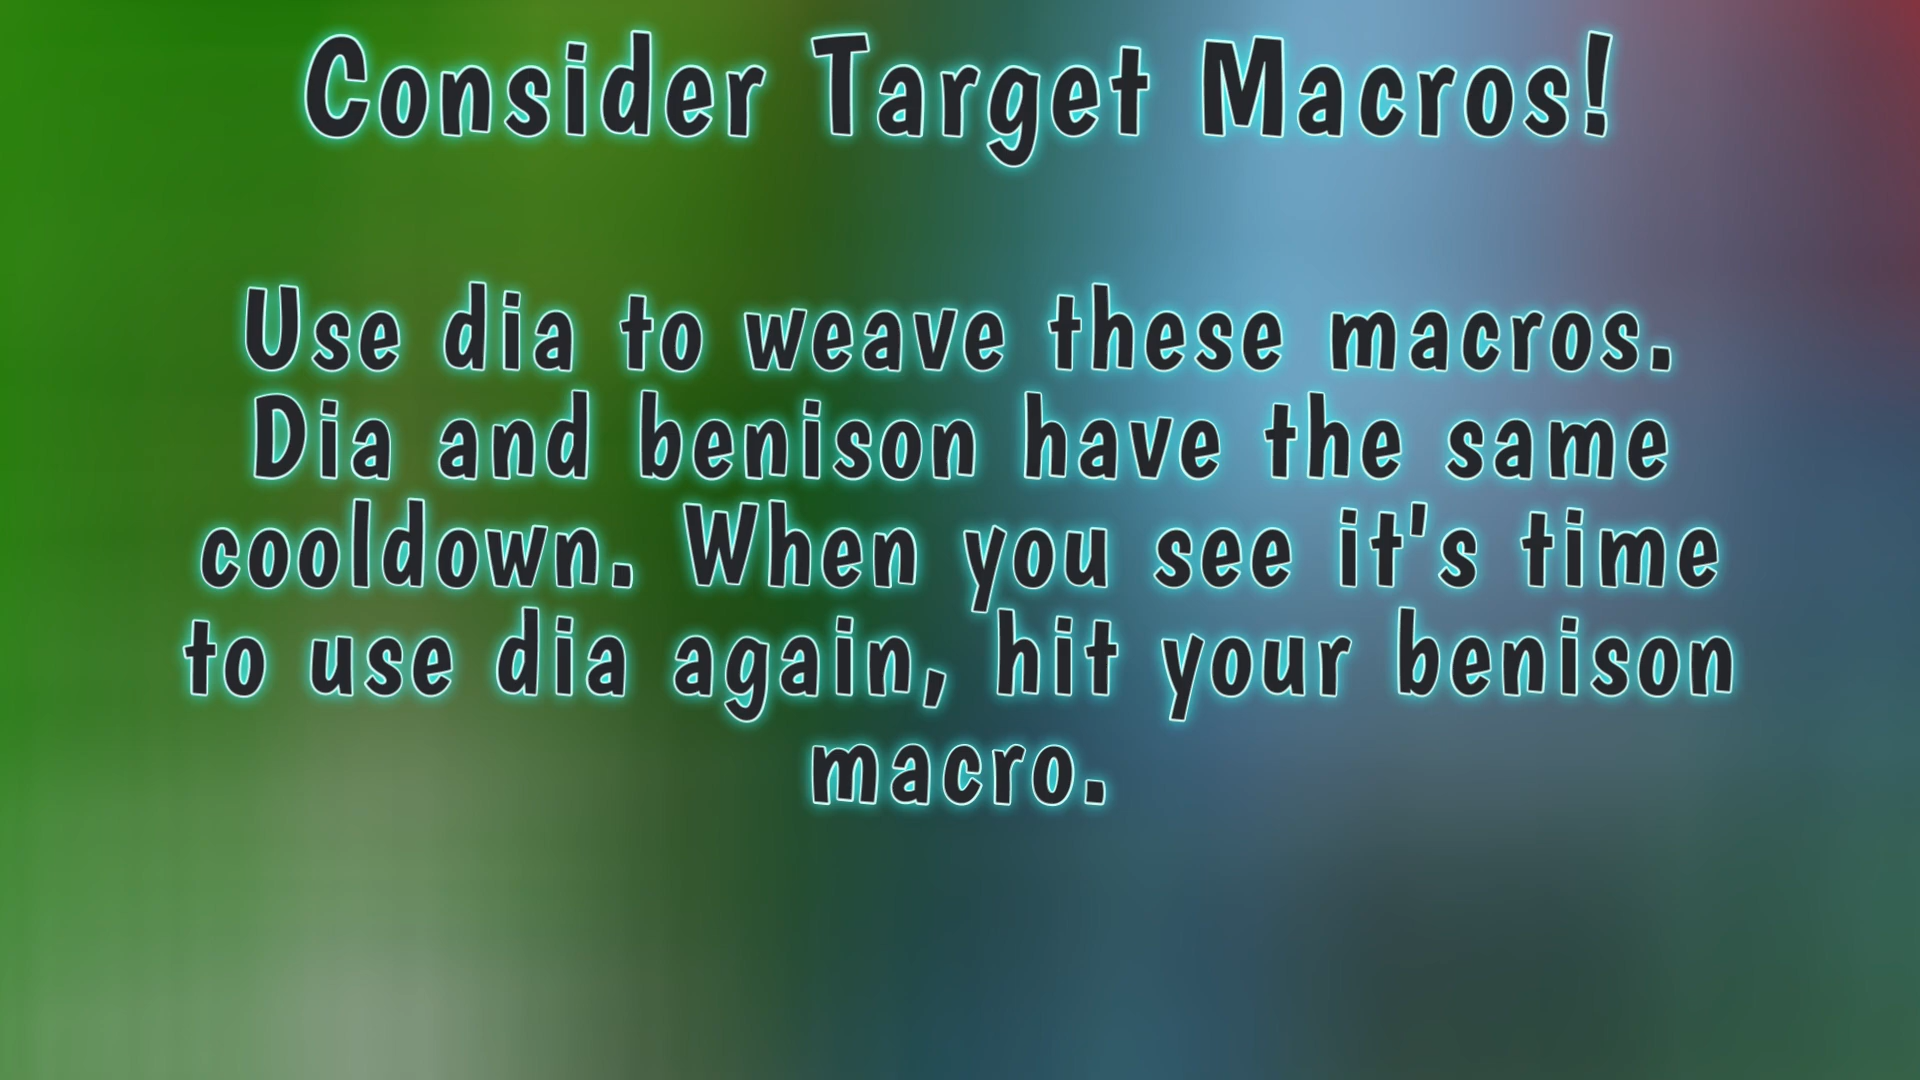 Consider Target Macros!
Use dia to weave these macros.
Dia and benison have the same
cooldown. When you see it's time
to use dia again, hit your benison
macro.